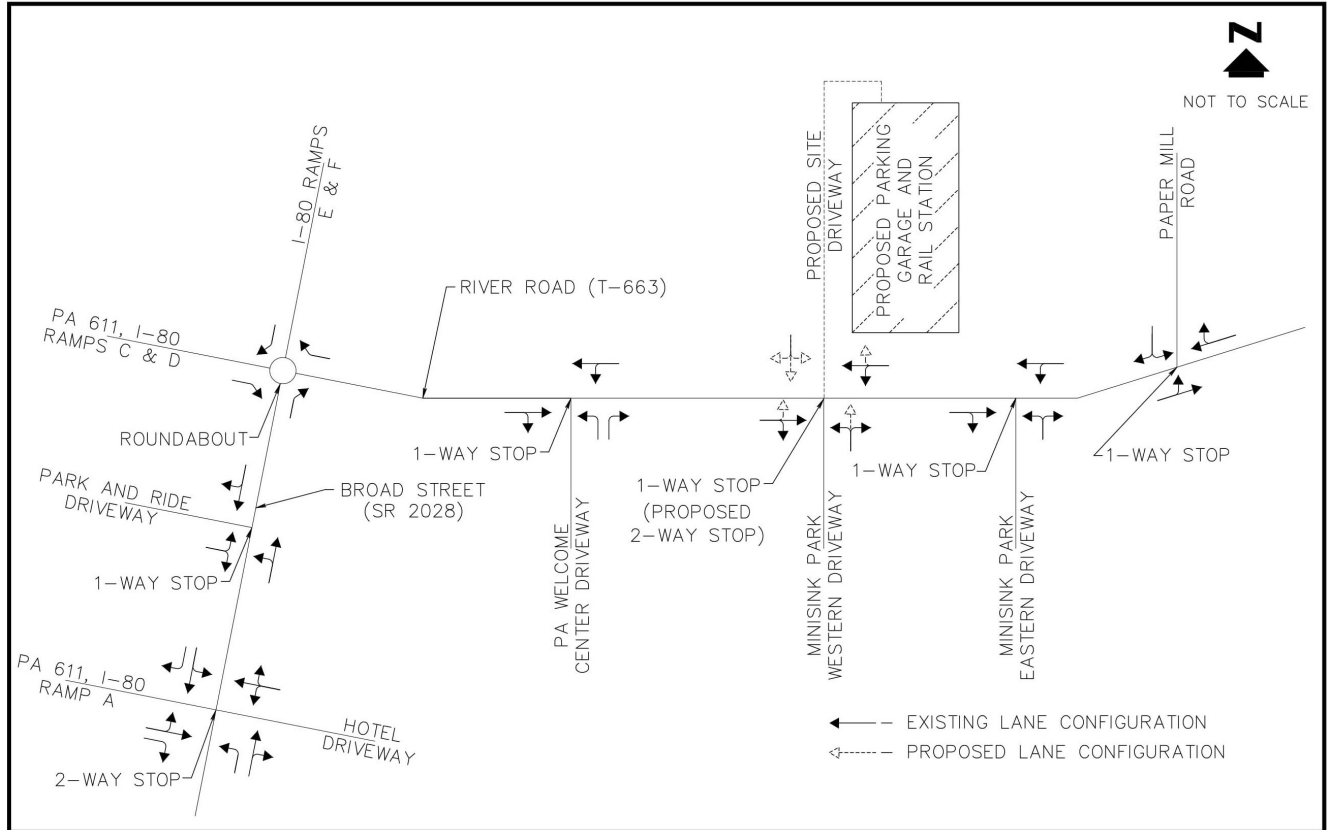 N
NOT TO SCALE
I-80 RAMPS
E & F
PROPOSED SITE
DRIVEWAY
PROPOSED PARKING
GARAGE AND
RAIL STATION
PAPER MILL
ROAD
RIVER ROAD (T-663)
PA 611, I-80
RAMPS C & D
ROUNDABOUT
1-WAY STOP
1-WAY STOP
(PROPOSED
2-WAY STOP)
1-WAY STOP
1-WAY STOP
PARK AND RIDE
DRIVEWAY
BROAD STREET
(SR 2028)
1-WAY STOP
PA WELCOME
CENTER DRIVEWAY
MINISINK PARK
WESTERN DRIVEWAY
MINISINK PARK
EASTERN DRIVEWAY
PA 611, I-80
RAMP A
HOTEL
DRIVEWAY
2-WAY STOP
- EXISTING LANE CONFIGURATION
- PROPOSED LANE CONFIGURATION